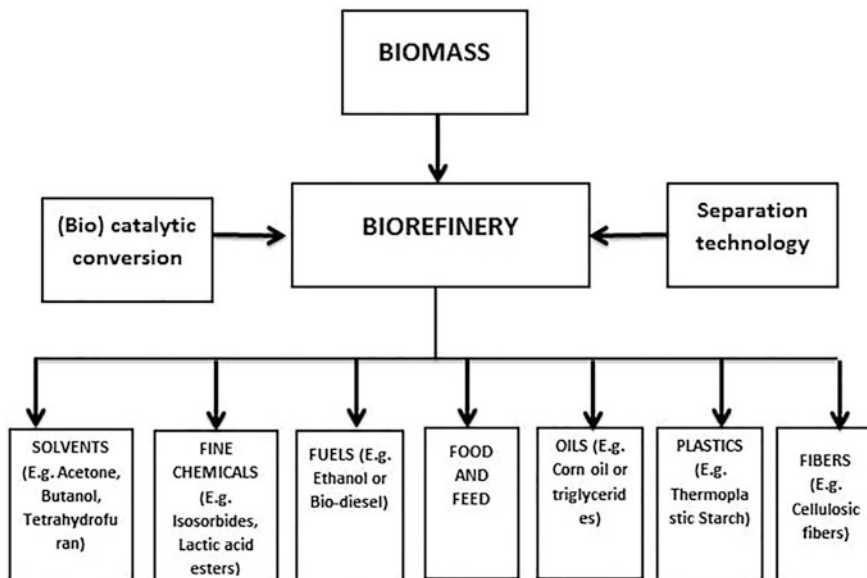 BIOMASS
(Bio) catalytic
conversion
BIOREFINERY
Separation
technology
SOLVENTS
(E.g. Acetone,
Butanol,
Tetrahydrofu
ran)
FINE
CHEMICALS
(E.g.
Isosorbides,
Lactic acid
esters)
FUELS (E.g.
Ethanol or
Bio-diesel)
FOOD
AND
FEED
OILS (E.g.
Corn oil or
triglycerid
es)
PLASTICS
(E.g.
Thermopla
stic Starch)
FIBERS
(E.g.
Cellulosic
fibers)